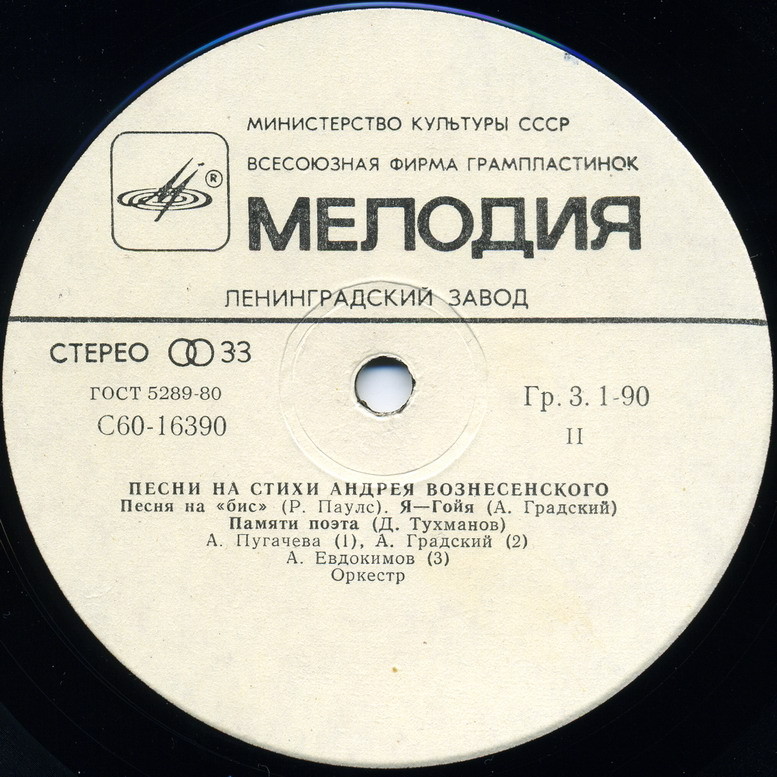 МИНИСТЕРСТВО КУЛЬТУРЫ СССР
ВСЕСОЮЗНАЯ ФИРМА ГРАМПЛАСТИНОК
®
МЕЛОДИЯ
ЛЕНИНГРАДСКИЙ ЗАВОД
СТЕРЕО 33
ГОСТ 5289-80
Гр. 3. 1-90
С60-16390
II
ПЕСНИ НА СТИХИ АНДРЕЯ ВОЗНЕСЕНСКОГО
Песня на «бис» (Р. Паулс). Я—Гойя (А. Градский)
Памяти поэта (Д. Тухманов)
А. Пугачева (1), А. Градский (2)
А. Евдокимов (3)
Оркестр